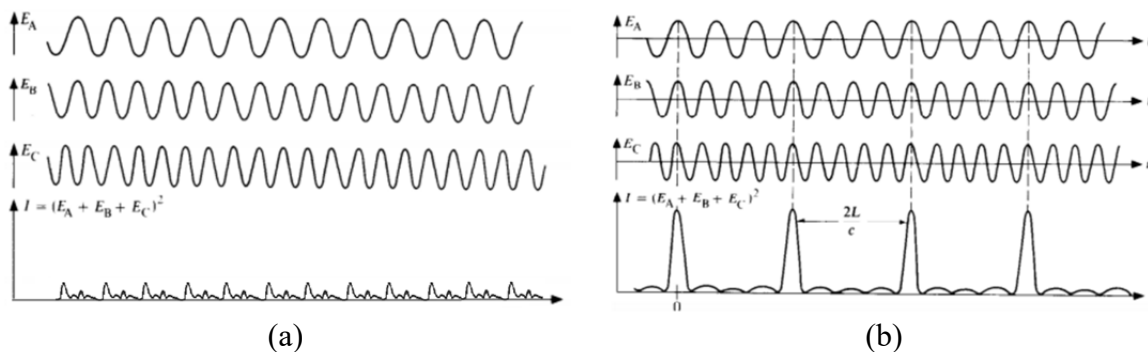 E_A
E_B
E_C
I = (E_A + E_B + E_C)^2
(a)
E_A
E_B
E_C
I = (E_A + E_B + E_C)^2
2L
c
0
(b)